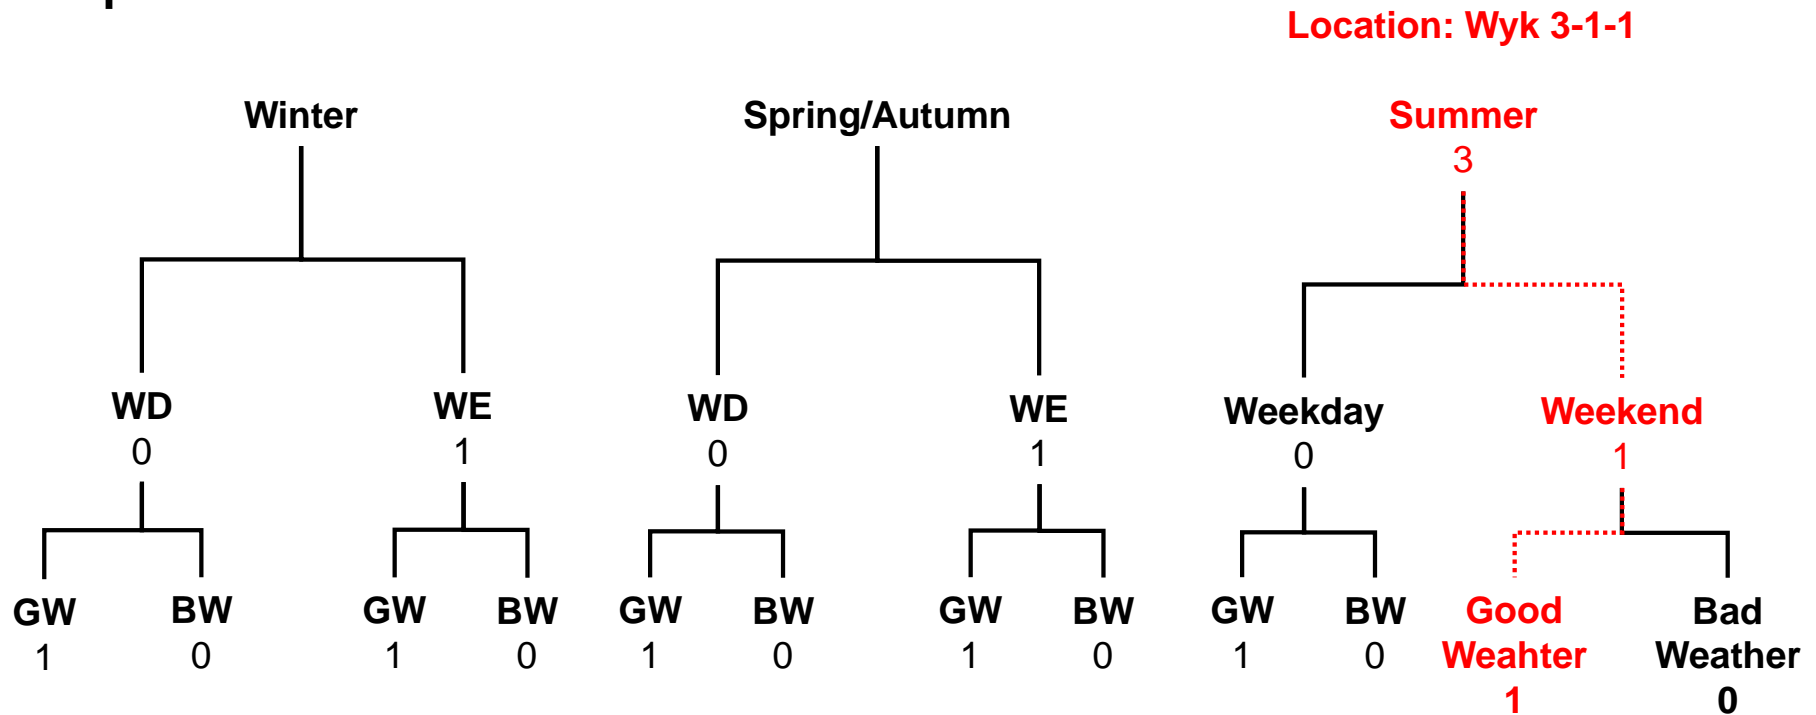 Location: Wyk 3-1-1
Winter Spring/Autumn Summer
3
WD WE WD WE Weekday Weekend
0 1 0 1 0 1
GW BW GW BW GW BW GW BW GW BW Good Bad
1 0 1 0 1 0 1 0 1 0 Weahter Weather
1 0